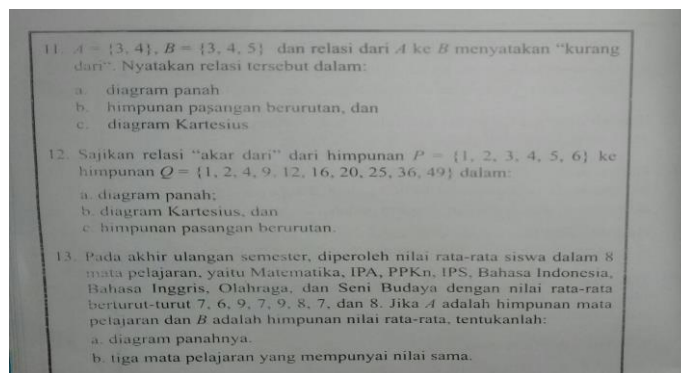 11. A = {3, 4}, B = {3, 4, 5} dan relasi dari A ke B menyatakan “kurang
dari”. Nyatakan relasi tersebut dalam:
a. diagram panah
b. himpunan pasangan berurutan, dan
c. diagram Kartesius
12. Sajikan relasi “akar dari” dari himpunan P = {1, 2, 3, 4, 5, 6} ke
himpunan Q = {1, 2, 4, 9. 12, 16, 20, 25, 36, 49} dalam:
a. diagram panah;
b. diagram Kartesius, dan
c. himpunan pasangan berurutan.
13. Pada akhir ulangan semester, diperoleh nilai rata-rata siswa dalam 8
mata pelajaran, yaitu Matematika, IPA, PPKn, IPS, Bahasa Indonesia,
Bahasa Inggris, Olahraga, dan Seni Budaya dengan nilai rata-rata
berturut-turut 7, 6, 9, 7, 9, 8, 7, dan 8. Jika A adalah himpunan mata
pelajaran dan B adalah himpunan nilai rata-rata, tentukanlah:
a. diagram panahnya.
b. tiga mata pelajaran yang mempunyai nilai sama.